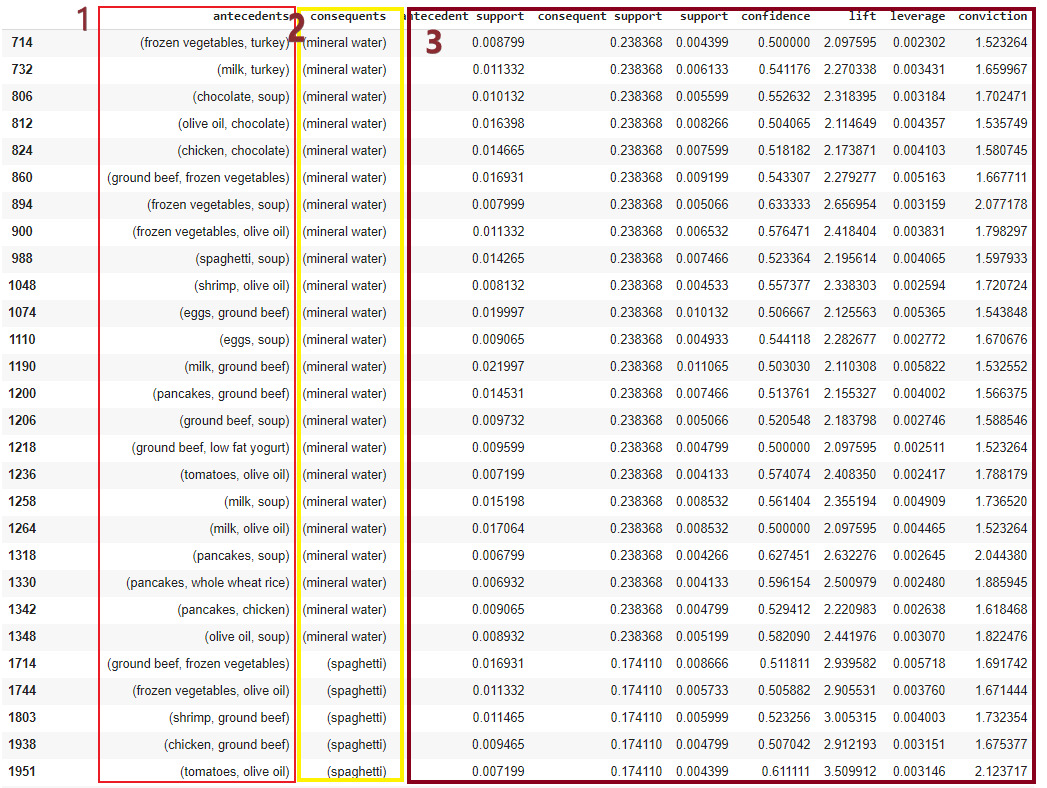 1 antecedents 2 consequents antecedent support consequent support support confidence lift leverage conviction
3
714 (frozen vegetables, turkey) (mineral water) 0.008799 0.238368 0.004399 0.500000 2.097595 0.002302 1.523264
732 (milk, turkey) (mineral water) 0.011332 0.238368 0.006133 0.541176 2.270338 0.003431 1.659967
806 (chocolate, soup) (mineral water) 0.010132 0.238368 0.005599 0.552632 2.318395 0.003184 1.702471
812 (olive oil, chocolate) (mineral water) 0.016398 0.238368 0.008266 0.504065 2.114649 0.004357 1.535749
824 (chicken, chocolate) (mineral water) 0.014665 0.238368 0.007599 0.518182 2.173871 0.004103 1.580745
860 (ground beef, frozen vegetables) (mineral water) 0.016931 0.238368 0.009199 0.543307 2.279277 0.005163 1.667711
894 (frozen vegetables, soup) (mineral water) 0.007999 0.238368 0.005066 0.633333 2.656954 0.003159 2.077178
900 (frozen vegetables, olive oil) (mineral water) 0.011332 0.238368 0.006532 0.576471 2.418404 0.003831 1.798297
988 (spaghetti, soup) (mineral water) 0.014265 0.238368 0.007466 0.523364 2.195614 0.004065 1.597933
1048 (shrimp, olive oil) (mineral water) 0.008132 0.238368 0.004533 0.557377 2.338303 0.002594 1.720724
1074 (eggs, ground beef) (mineral water) 0.019997 0.238368 0.010132 0.506667 2.125563 0.005365 1.543848
1110 (eggs, soup) (mineral water) 0.009065 0.238368 0.004933 0.544118 2.282677 0.002772 1.670676
1190 (milk, ground beef) (mineral water) 0.021997 0.238368 0.011065 0.503030 2.110308 0.005822 1.532552
1200 (pancakes, ground beef) (mineral water) 0.014531 0.238368 0.007466 0.513761 2.155327 0.004002 1.566375
1206 (ground beef, soup) (mineral water) 0.009732 0.238368 0.005066 0.520548 2.183798 0.002746 1.588546
1218 (ground beef, low fat yogurt) (mineral water) 0.009599 0.238368 0.004799 0.500000 2.097595 0.002511 1.523264
1236 (tomatoes, olive oil) (mineral water) 0.007199 0.238368 0.004133 0.574074 2.408350 0.002417 1.788179
1258 (milk, soup) (mineral water) 0.015198 0.238368 0.008532 0.561404 2.355194 0.004909 1.736520
1264 (milk, olive oil) (mineral water) 0.017064 0.238368 0.008532 0.500000 2.097595 0.004465 1.523264
1318 (pancakes, soup) (mineral water) 0.006799 0.238368 0.004266 0.627451 2.632276 0.002645 2.044380
1330 (pancakes, whole wheat rice) (mineral water) 0.006932 0.238368 0.004133 0.596154 2.500979 0.002480 1.885945
1342 (pancakes, chicken) (mineral water) 0.009065 0.238368 0.004799 0.529412 2.220983 0.002638 1.618468
1348 (olive oil, soup) (mineral water) 0.008932 0.238368 0.005199 0.582090 2.441976 0.003070 1.822476
1714 (ground beef, frozen vegetables) (spaghetti) 0.016931 0.174110 0.008666 0.511811 2.939582 0.005718 1.691742
1744 (frozen vegetables, olive oil) (spaghetti) 0.011332 0.174110 0.005733 0.505882 2.905531 0.003760 1.671444
1803 (shrimp, ground beef) (spaghetti) 0.011465 0.174110 0.005999 0.523256 3.005315 0.004003 1.732354
1938 (chicken, ground beef) (spaghetti) 0.009465 0.174110 0.004799 0.507042 2.912193 0.003151 1.675377
1951 (tomatoes, olive oil) (spaghetti) 0.007199 0.174110 0.004399 0.611111 3.509912 0.003146 2.123717